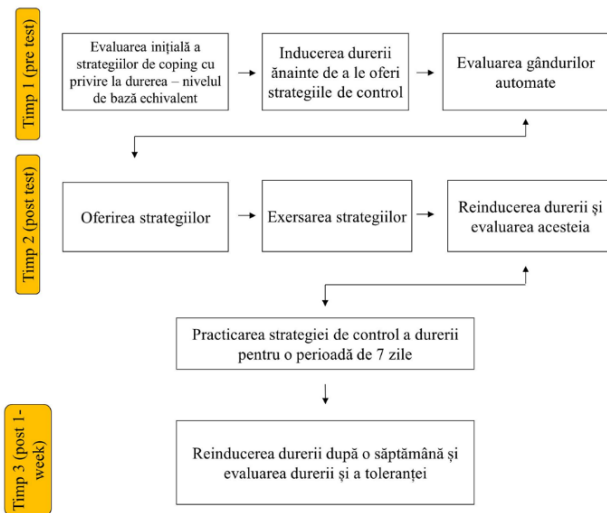 Timp 1 (pre test)
Evaluarea inițială a
strategiilor de coping cu
privire la durerea – nivelul
de bază echivalent
Inducerea durerii
ănainte de a le oferi
strategiile de control
Evaluarea gândurilor
automate
Timp 2 (post test)
Oferirea strategiilor
Exersarea strategiilor
Reinducerea durerii și
evaluarea acesteia
Practicarea strategiei de control a durerii
pentru o perioadă de 7 zile
Timp 3 (post 1-
week)
Reinducerea durerii după o săptămână și
evaluarea durerii și a toleranței